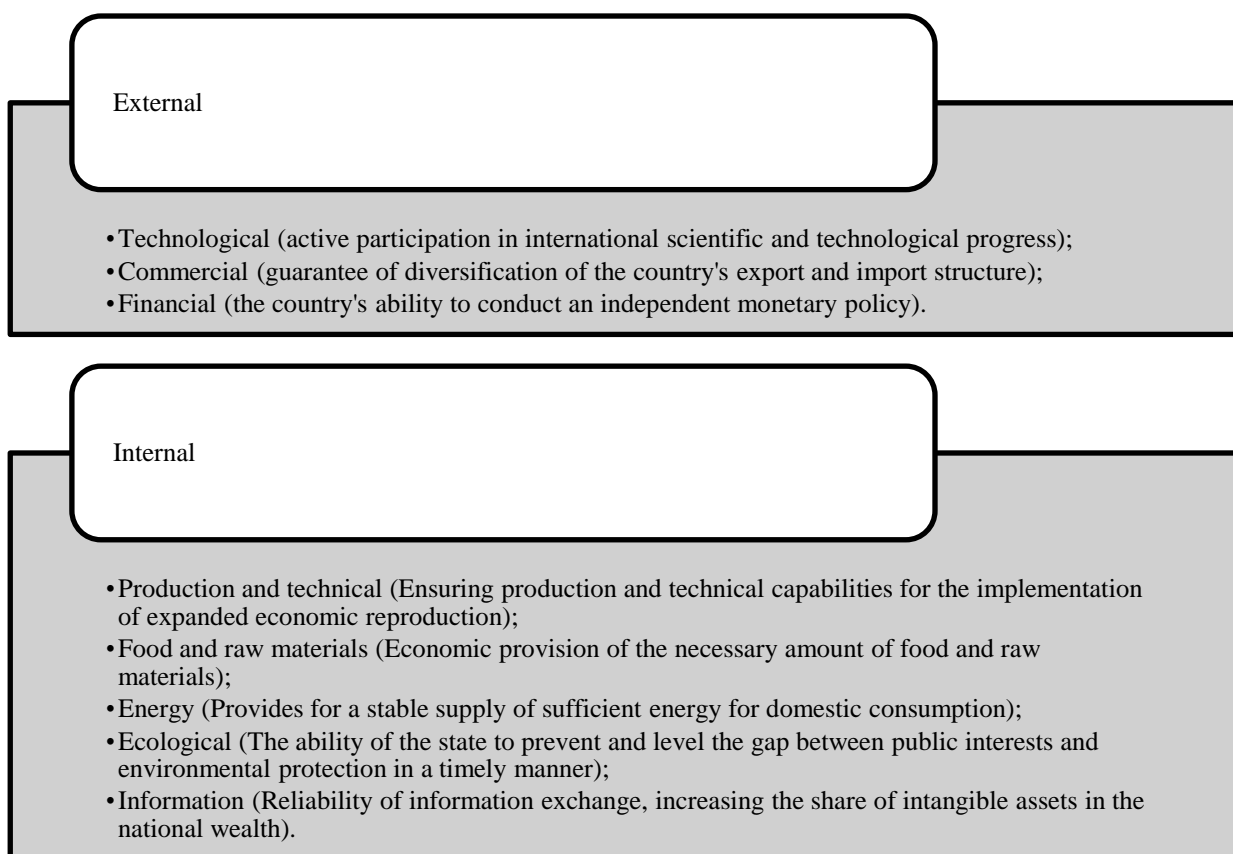 External
•Technological (active participation in international scientific and technological progress);
•Commercial (guarantee of diversification of the country's export and import structure);
•Financial (the country's ability to conduct an independent monetary policy).
Internal
•Production and technical (Ensuring production and technical capabilities for the implementation
of expanded economic reproduction);
•Food and raw materials (Economic provision of the necessary amount of food and raw
materials);
•Energy (Provides for a stable supply of sufficient energy for domestic consumption);
•Ecological (The ability of the state to prevent and level the gap between public interests and
environmental protection in a timely manner);
•Information (Reliability of information exchange, increasing the share of intangible assets in the
national wealth).